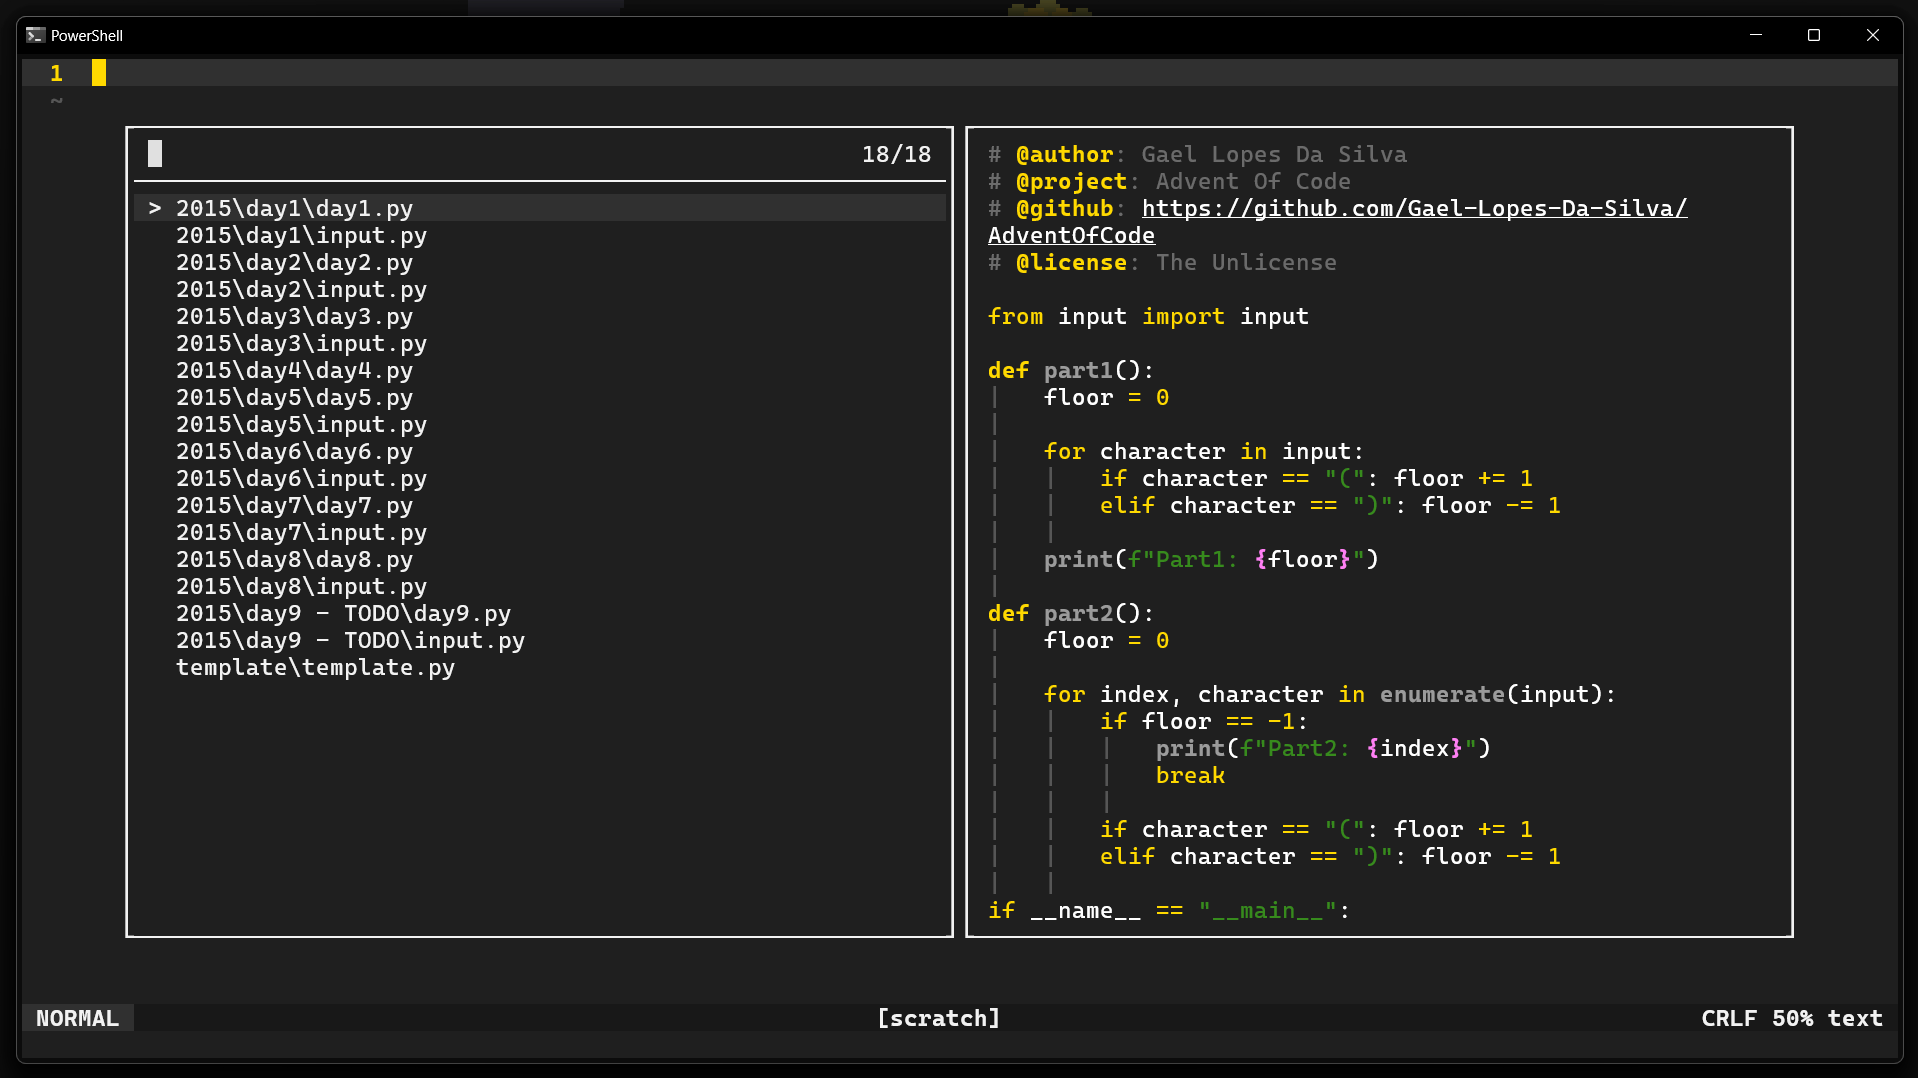 PowerShell
1
~
18/18
> 2015\day1\day1.py
2015\day1\input.py
2015\day2\day2.py
2015\day2\input.py
2015\day3\day3.py
2015\day3\input.py
2015\day4\day4.py
2015\day5\day5.py
2015\day5\input.py
2015\day6\day6.py
2015\day6\input.py
2015\day7\day7.py
2015\day7\input.py
2015\day8\day8.py
2015\day8\input.py
2015\day9 - TODO\day9.py
2015\day9 - TODO\input.py
template\template.py
# @author: Gael Lopes Da Silva
# @project: Advent Of Code
# @github: https://github.com/Gael-Lopes-Da-Silva/
AdventOfCode
# @license: The Unlicense
from input import input
def part1():
    floor = 0
    for character in input:
        if character == "(": floor += 1
        elif character == ")": floor -= 1
    print(f"Part1: {floor}")
def part2():
    floor = 0
    for index, character in enumerate(input):
        if floor == -1:
            print(f"Part2: {index}")
            break
        if character == "(": floor += 1
        elif character == ")": floor -= 1
if __name__ == "__main__":
NORMAL
[scratch]
CRLF 50% text